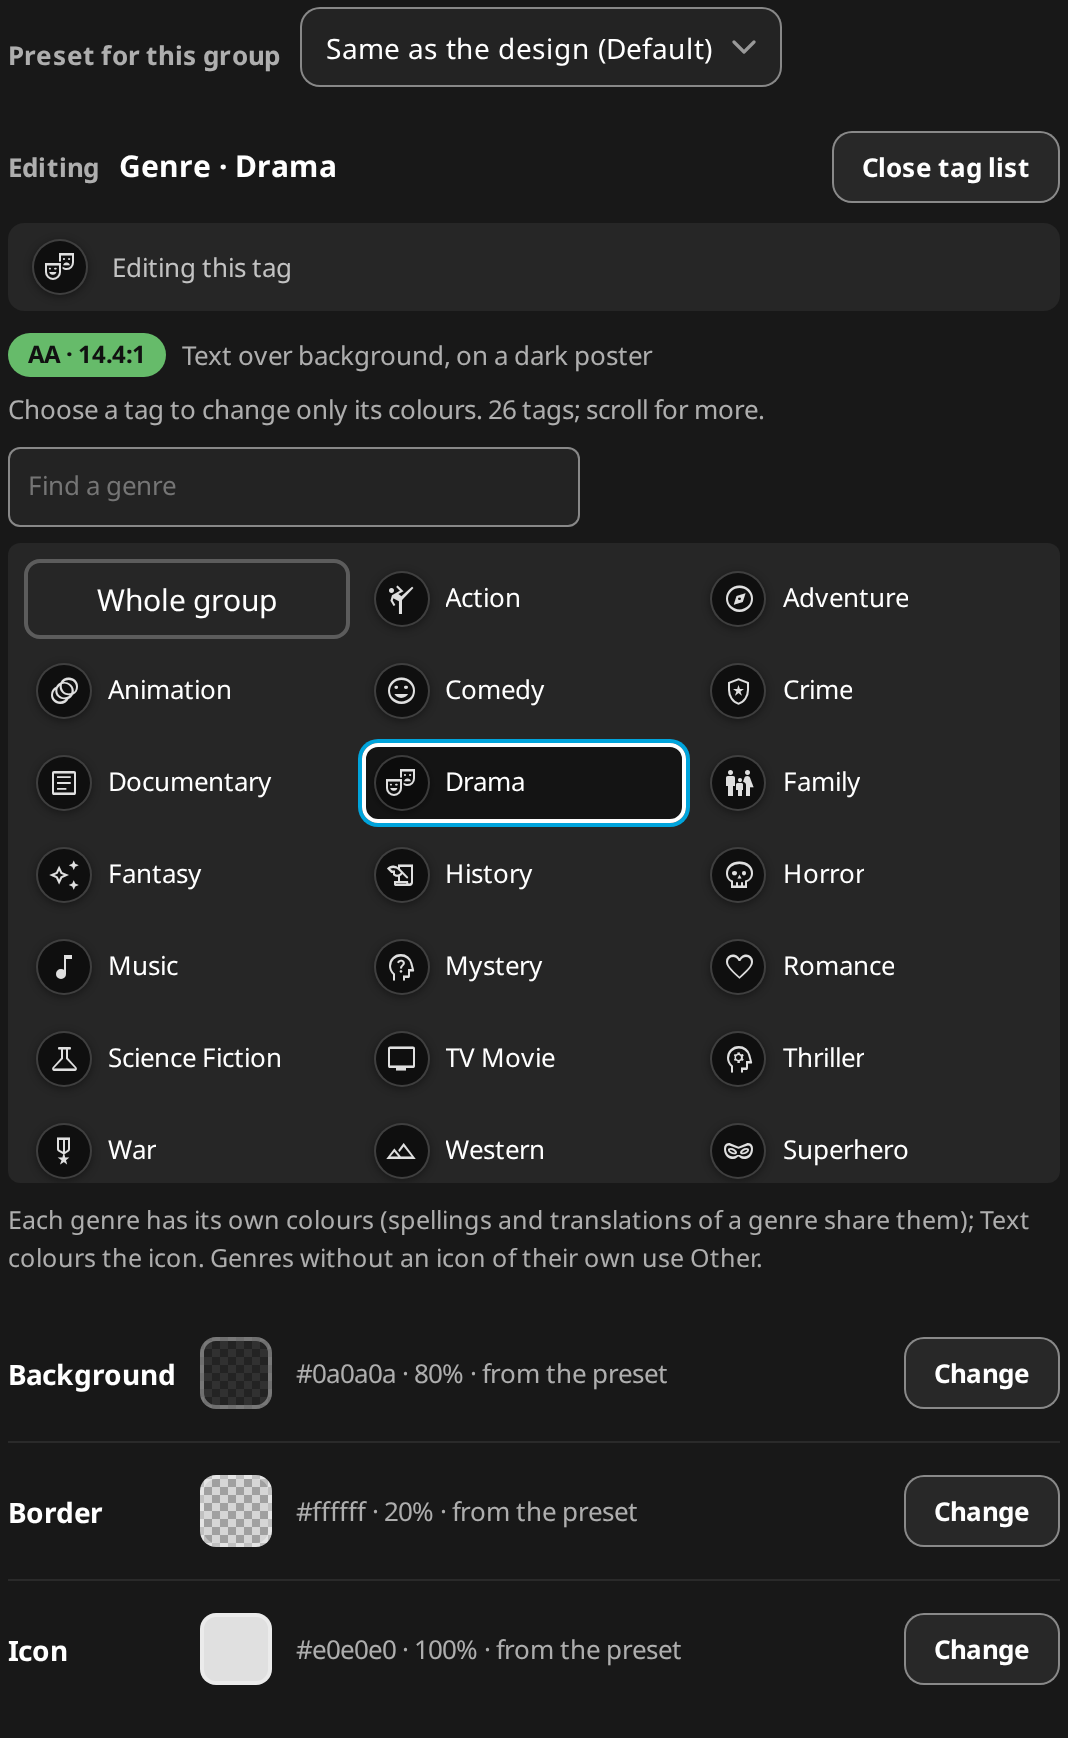 Preset for this group
Same as the design (Default)
Editing Genre · Drama
Close tag list
Editing this tag
AA · 14.4:1 Text over background, on a dark poster
Choose a tag to change only its colours. 26 tags; scroll for more.
Find a genre
Whole group
Action
Adventure
Animation
Comedy
Crime
Documentary
Drama
Family
Fantasy
History
Horror
Music
Mystery
Romance
Science Fiction
TV Movie
Thriller
War
Western
Superhero
Each genre has its own colours (spellings and translations of a genre share them); Text
colours the icon. Genres without an icon of their own use Other.
Background #0a0a0a · 80% · from the preset Change
Border #ffffff · 20% · from the preset Change
Icon #e0e0e0 · 100% · from the preset Change